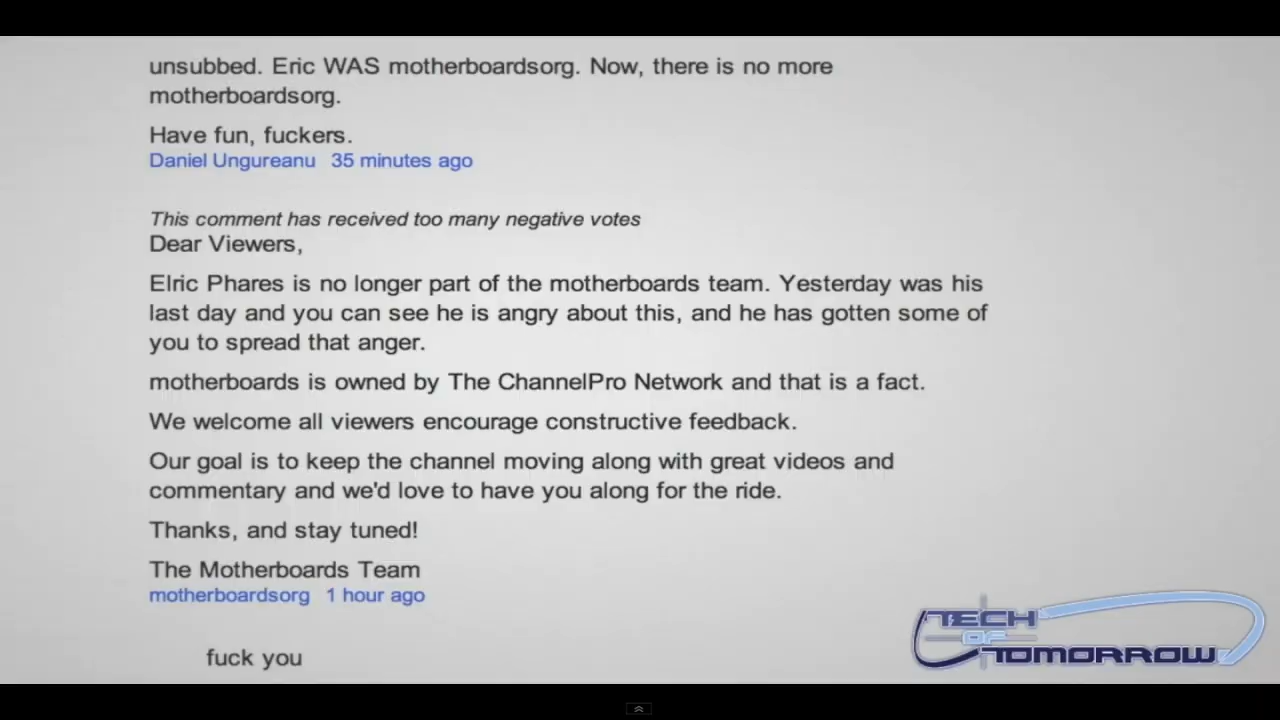 unsubbed. Eric WAS motherboardsorg. Now, there is no more
motherboardsorg.
Have fun, fuckers.
Daniel Ungureanu 35 minutes ago
This comment has received too many negative votes
Dear Viewers,
Elric Phares is no longer part of the motherboards team. Yesterday was his
last day and you can see he is angry about this, and he has gotten some of
you to spread that anger.
motherboards is owned by The ChannelPro Network and that is a fact.
We welcome all viewers encourage constructive feedback.
Our goal is to keep the channel moving along with great videos and
commentary and we'd love to have you along for the ride.
Thanks, and stay tuned!
The Motherboards Team
motherboardsorg 1 hour ago
fuck you
TECH
OF
TOMORROW